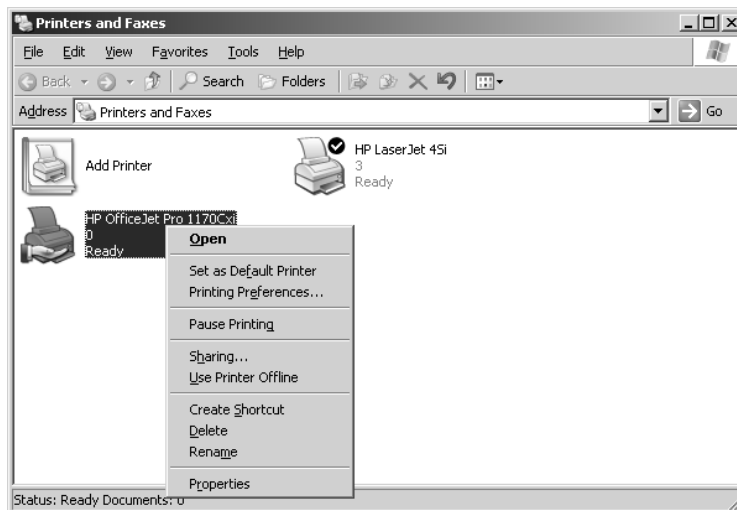 Printers and Faxes
File Edit View Favorites Tools Help
Back Search Folders
Address Printers and Faxes Go
Add Printer
HP LaserJet 4Si
3
Ready
HP OfficeJet Pro 1170Cxi
0
Ready
Open
Set as Default Printer
Printing Preferences...
Pause Printing
Sharing...
Use Printer Offline
Create Shortcut
Delete
Rename
Properties
Status: Ready Documents: 0